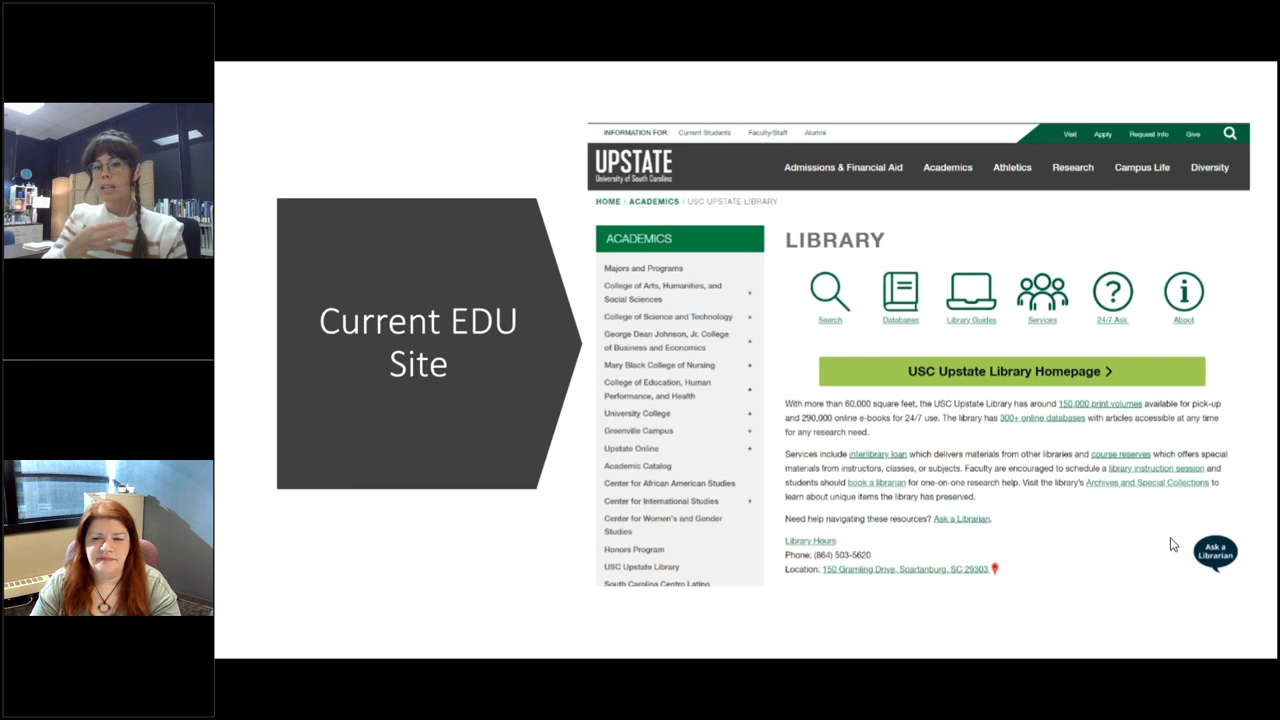 Current EDU
Site
INFORMATION FOR: Current Students Faculty/Staff Alumni
Visit Apply Request Info Give
UPSTATE
University of South Carolina
Admissions & Financial Aid Academics Athletics Research Campus Life Diversity
HOME / ACADEMICS / USC UPSTATE LIBRARY
ACADEMICS
Majors and Programs
College of Arts, Humanities, and
Social Sciences +
College of Science and Technology +
George Dean Johnson, Jr. College
of Business and Economics +
Mary Black College of Nursing +
College of Education, Human
Performance, and Health +
University College +
Greenville Campus +
Upstate Online +
Academic Catalog
Center for African American Studies
Center for International Studies +
Center for Women's and Gender
Studies
Honors Program
USC Upstate Library
South Carolina Centro Latino
LIBRARY
Search Databases Library Guides Services 24/7 Ask About
USC Upstate Library Homepage >
With more than 60,000 square feet, the USC Upstate Library has around 150,000 print volumes available for pick-up
and 290,000 online e-books for 24/7 use. The library has 300+ online databases with articles accessible at any time
for any research need.
Services include interlibrary loan which delivers materials from other libraries and course reserves which offers special
materials from instructors, classes, or subjects. Faculty are encouraged to schedule a library instruction session and
students should book a librarian for one-on-one research help. Visit the library's Archives and Special Collections to
learn about unique items the library has preserved.
Need help navigating these resources? Ask a Librarian.
Library Hours
Phone: (864) 503-5620
Location: 150 Gramling Drive, Spartanburg, SC 29303
Ask a
Librarian